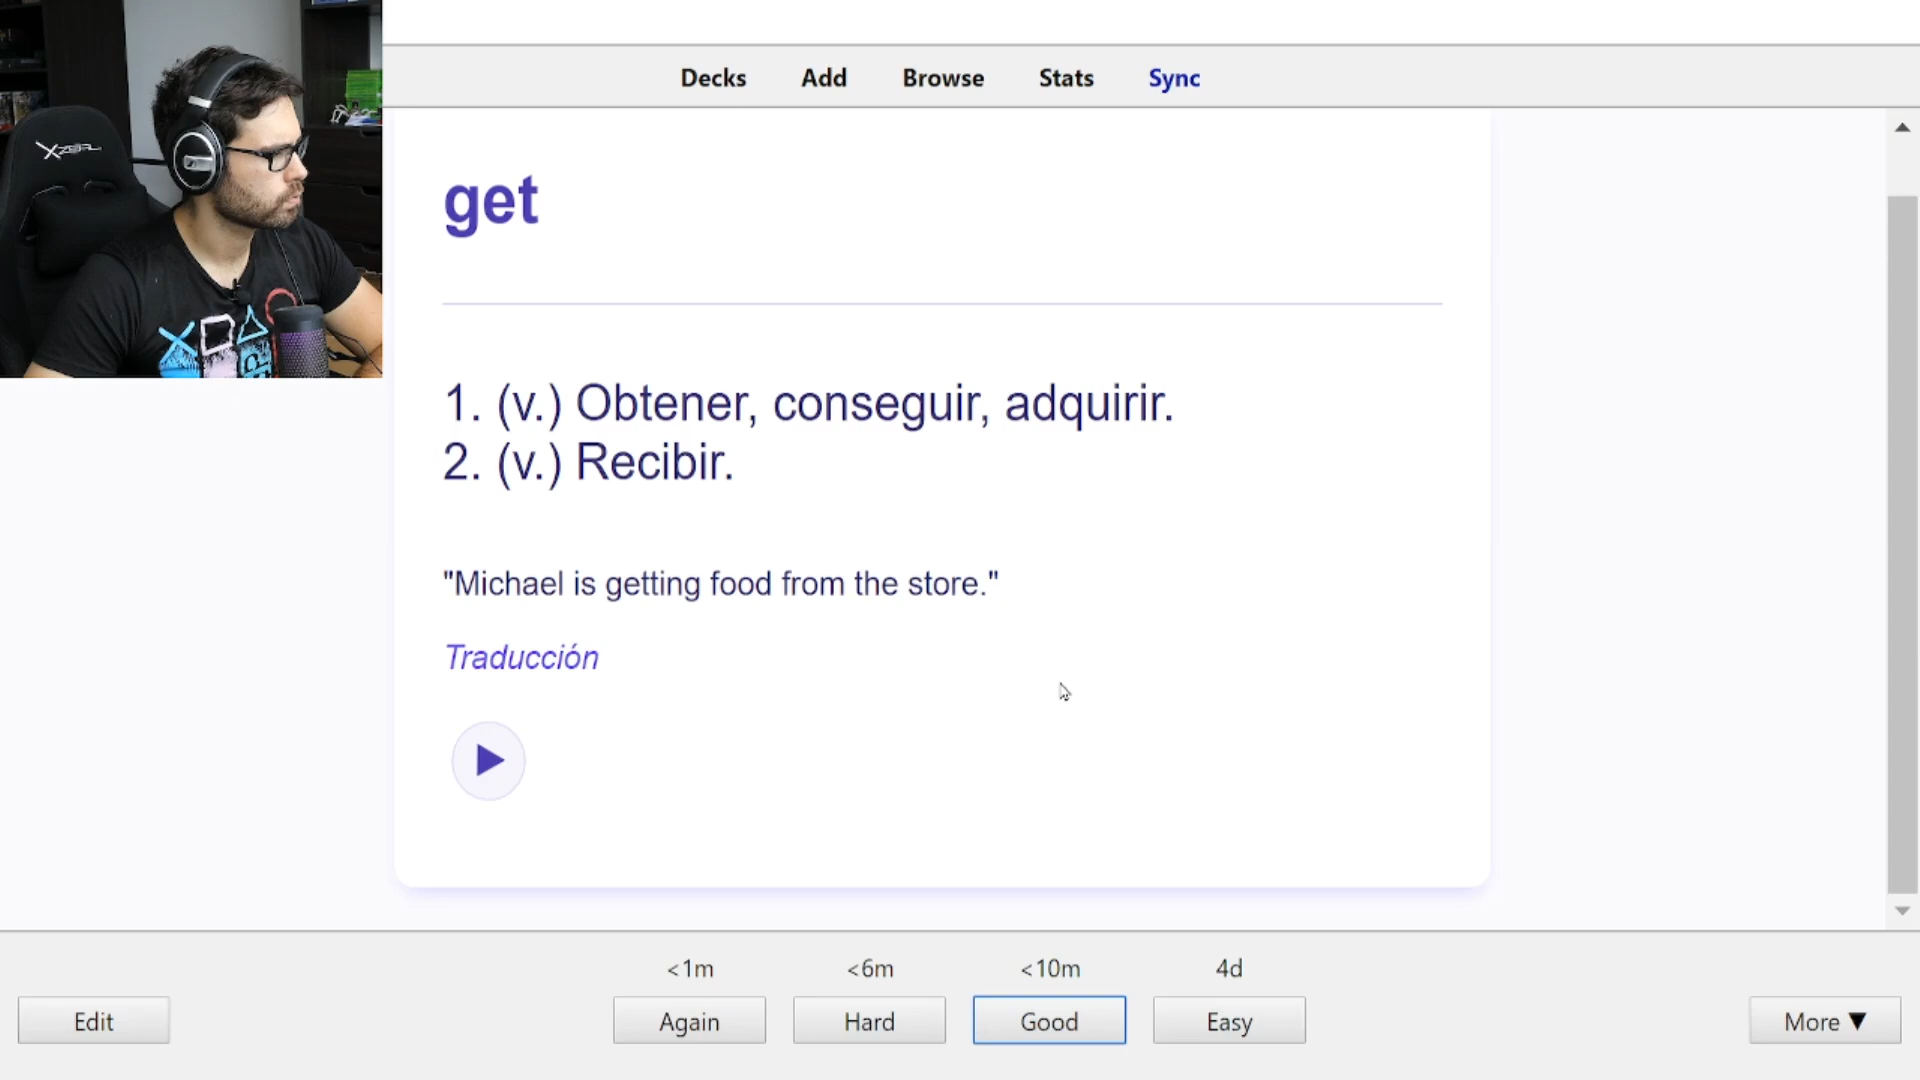 Decks Add Browse Stats Sync
get
1. (v.) Obtener, conseguir, adquirir.
2. (v.) Recibir.
"Michael is getting food from the store."
Traducción
<1m <6m <10m 4d
Edit Again Hard Good Easy More ▼